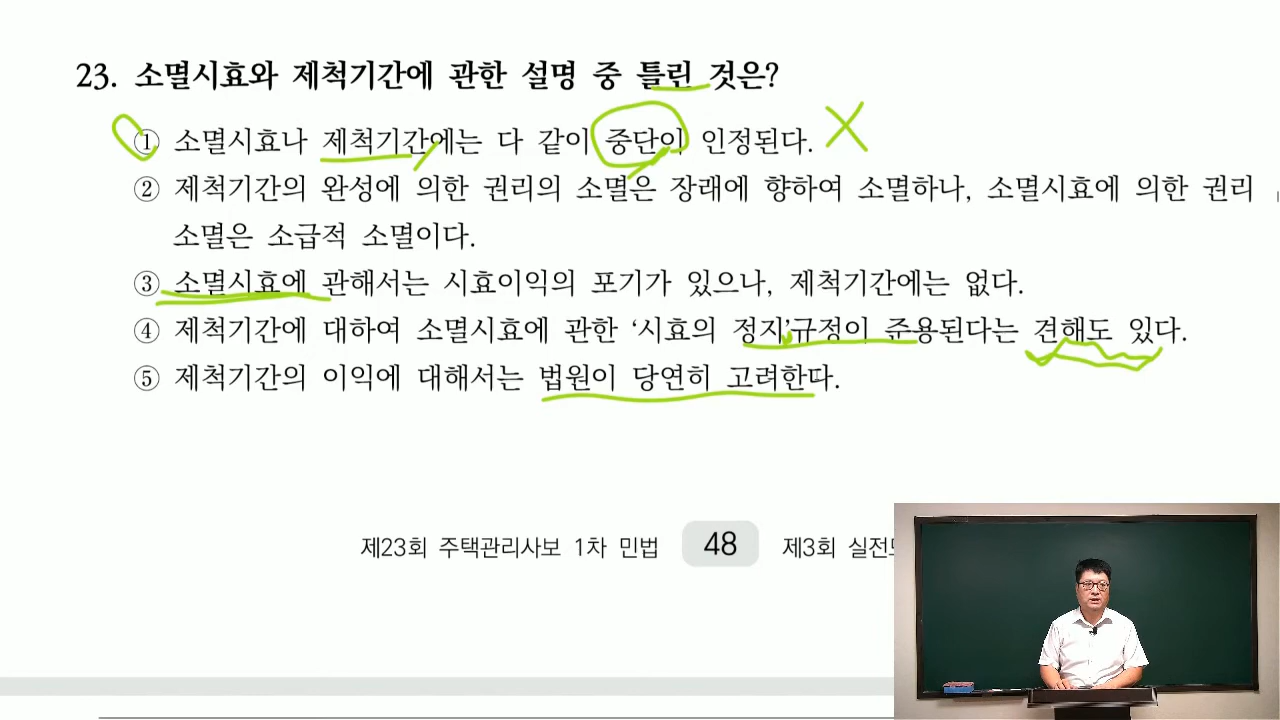 23. 소멸시효와 제척기간에 관한 설명 중 틀린 것은?
① 소멸시효나 제척기간에는 다 같이 중단이 인정된다. X
② 제척기간의 완성에 의한 권리의 소멸은 장래에 향하여 소멸하나, 소멸시효에 의한 권리
소멸은 소급적 소멸이다.
③ 소멸시효에 관해서는 시효이익의 포기가 있으나, 제척기간에는 없다.
④ 제척기간에 대하여 소멸시효에 관한 ‘시효의 정지’규정이 준용된다는 견해도 있다.
⑤ 제척기간의 이익에 대해서는 법원이 당연히 고려한다.
제23회 주택관리사보 1차 민법 48 제3회 실전